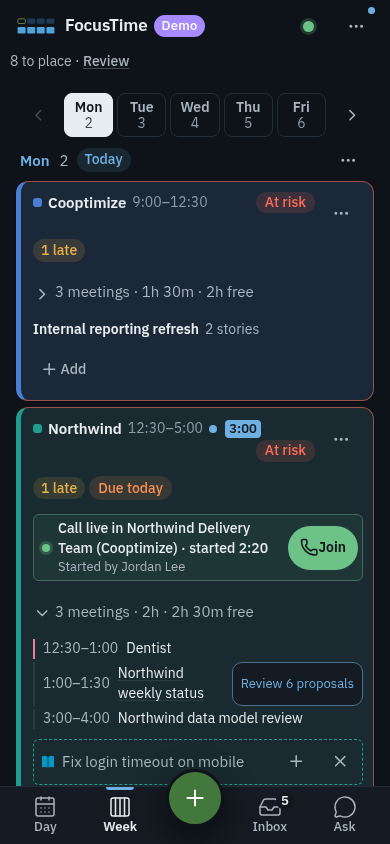 FocusTime Demo
8 to place · Review
Mon Tue Wed Thu Fri
2 3 4 5 6
Mon 2 Today
Cooptimize 9:00–12:30 At risk
1 late
3 meetings · 1h 30m · 2h free
Internal reporting refresh 2 stories
Add
Northwind 12:30–5:00 3:00
At risk
1 late Due today
Call live in Northwind Delivery
Team (Cooptimize) · started 2:20
Started by Jordan Lee
Join
3 meetings · 2h · 2h 30m free
12:30–1:00 Dentist
1:00–1:30 Northwind
weekly status
Review 6 proposals
3:00–4:00 Northwind data model review
Fix login timeout on mobile
Day Week Inbox 5 Ask